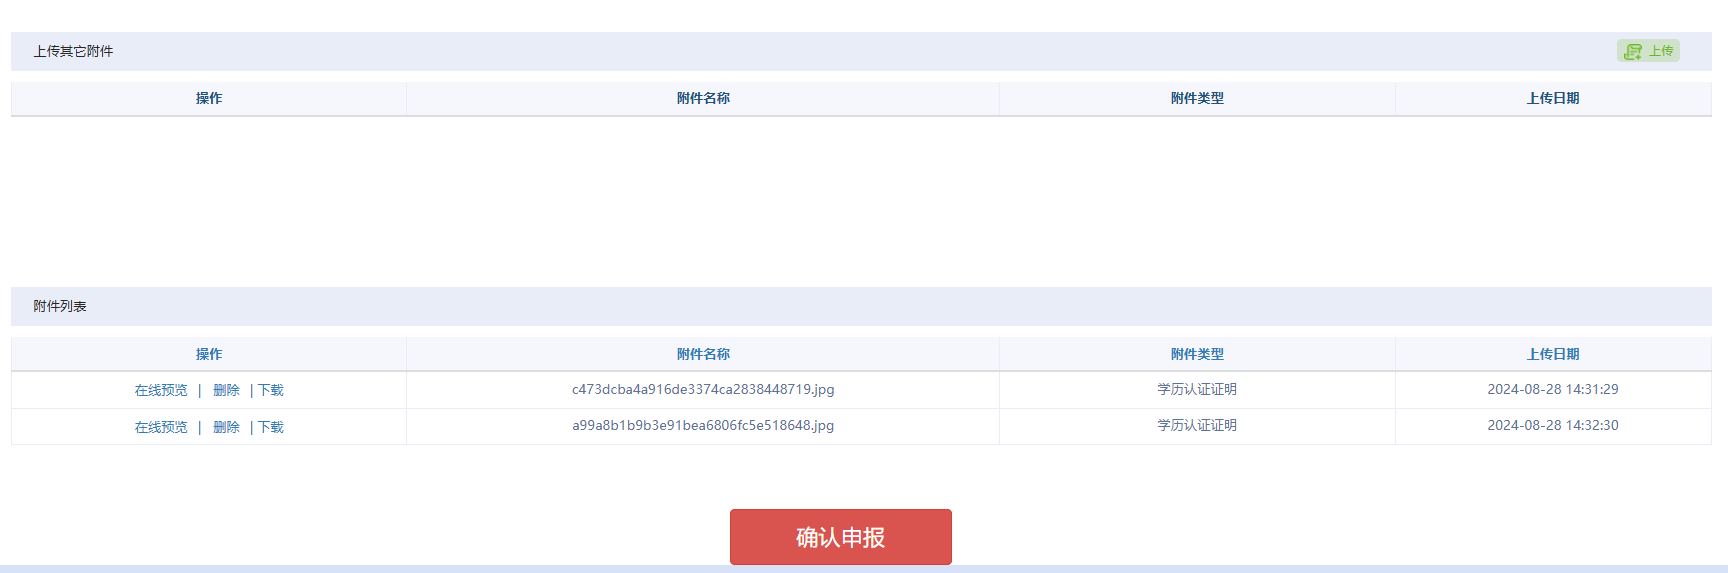 上传其它附件 上传
操作 附件名称 附件类型 上传日期
附件列表
操作 附件名称 附件类型 上传日期
在线预览 | 删除 | 下载 c473dcba4a916de3374ca2838448719.jpg 学历认证证明 2024-08-28 14:31:29
在线预览 | 删除 | 下载 a99a8b1b9b3e91bea6806fc5e518648.jpg 学历认证证明 2024-08-28 14:32:30
确认申报